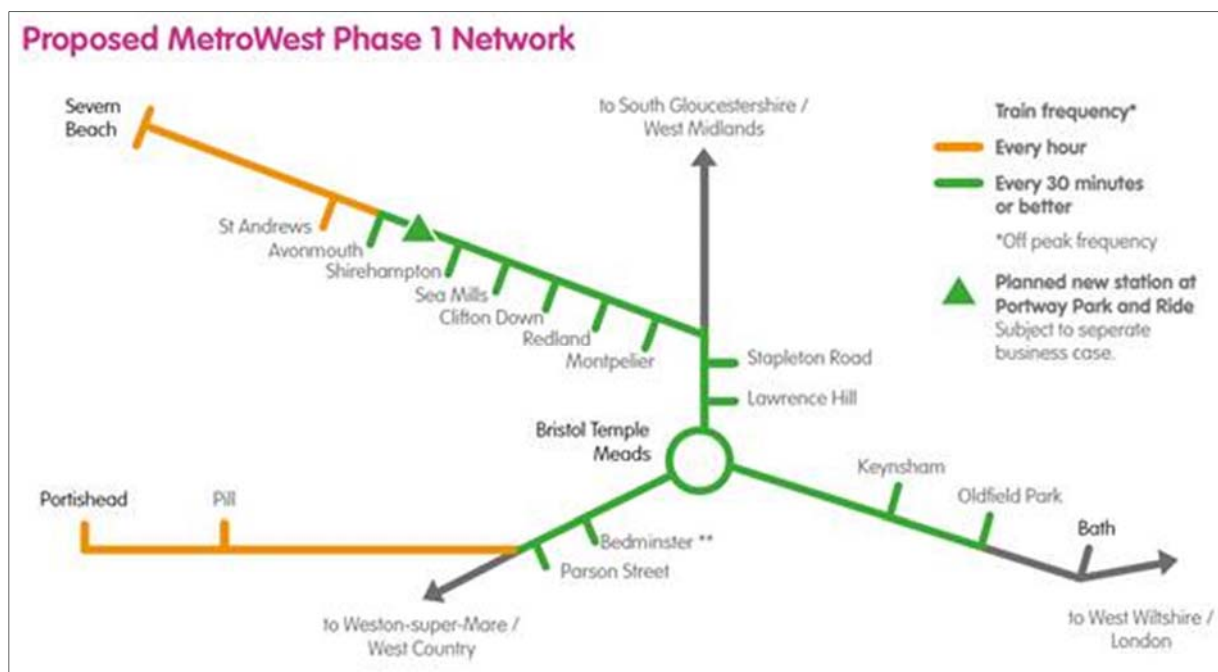 Proposed MetroWest Phase 1 Network
Severn
Beach
to South Gloucestershire /
West Midlands
Train frequency*
Every hour
Every 30 minutes
or better
*Off peak frequency
Planned new station at
Portway Park and Ride
Subject to seperate
business case.
St Andrews
Avonmouth
Shirehampton
Sea Mills
Clifton Down
Redland
Montpelier
Stapleton Road
Lawrence Hill
Bristol Temple
Meads
Keynsham
Oldfield Park
Bath
Portishead
Pill
Bedminster **
Parson Street
to Weston-super-Mare /
West Country
to West Wiltshire /
London